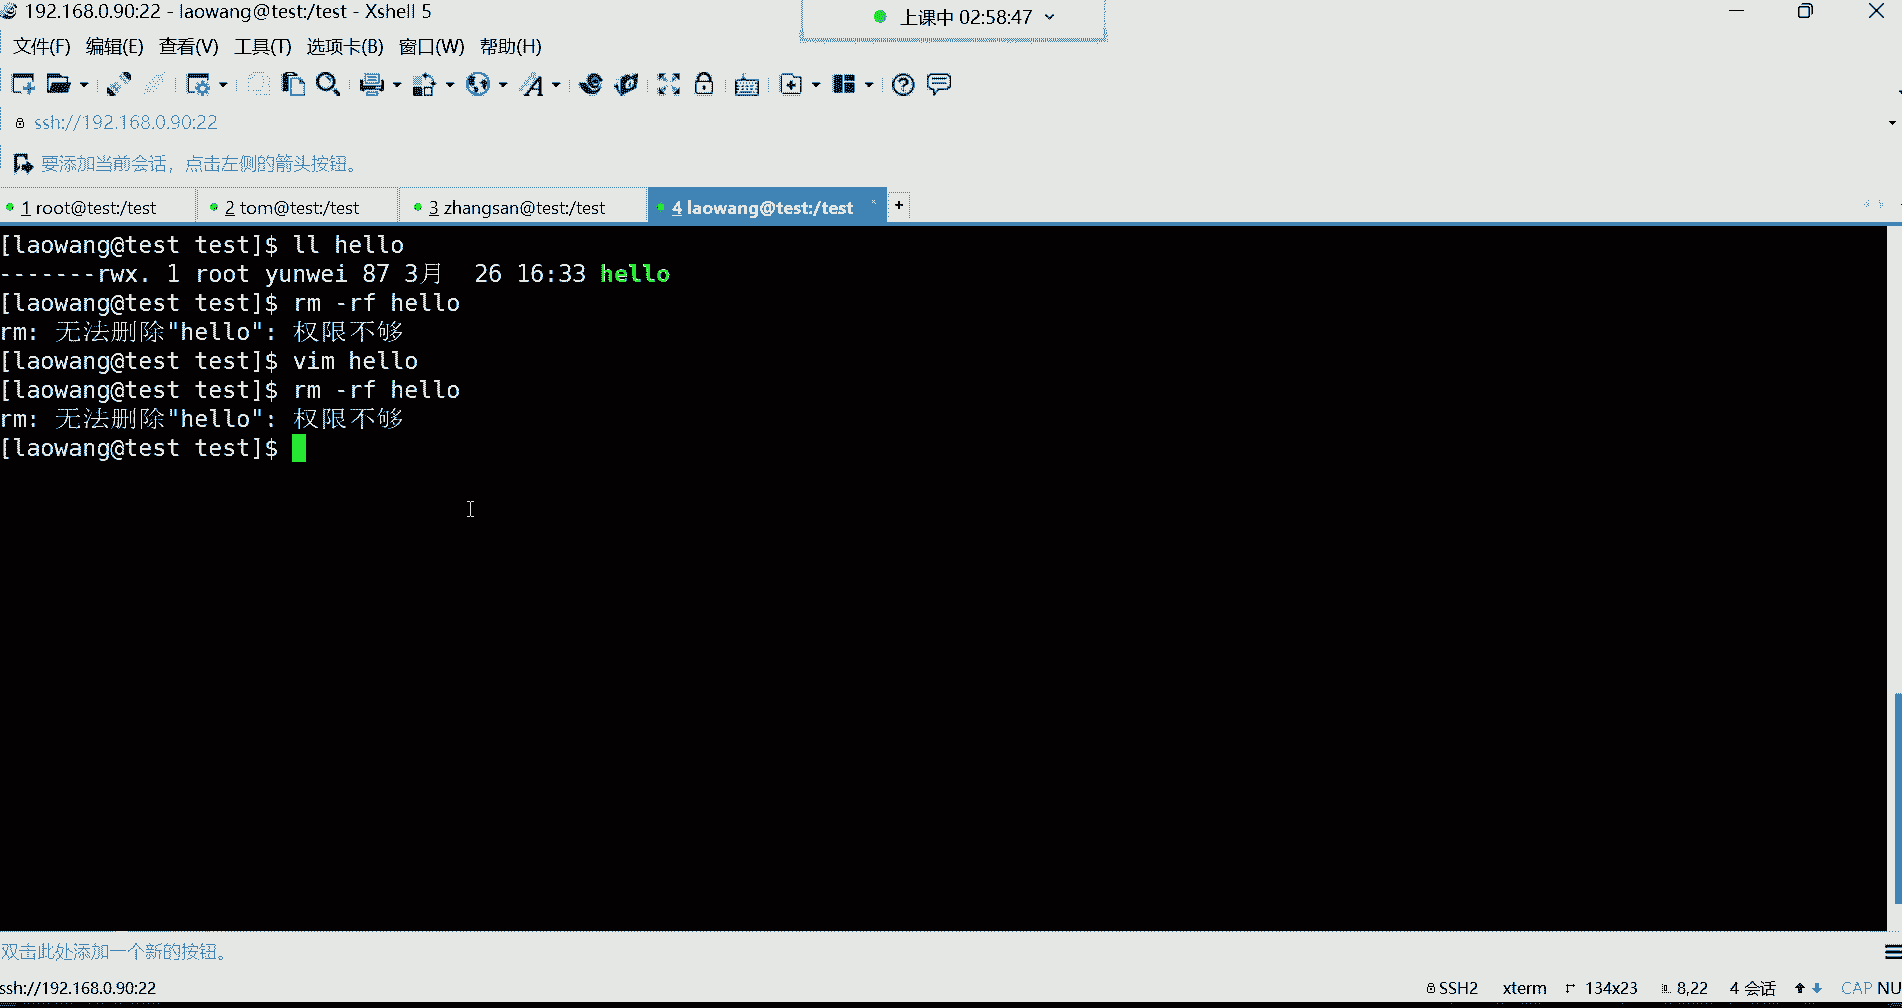 192.168.0.90:22 - laowang@test:/test - Xshell 5
上课中 02:58:47
文件(F) 编辑(E) 查看(V) 工具(T) 选项卡(B) 窗口(W) 帮助(H)
ssh://192.168.0.90:22
要添加当前会话，点击左侧的箭头按钮。
1 root@test:/test 2 tom@test:/test 3 zhangsan@test:/test 4 laowang@test:/test × +
[laowang@test test]$ ll hello
-------rwx. 1 root yunwei 87 3月  26 16:33 hello
[laowang@test test]$ rm -rf hello
rm: 无法删除"hello": 权限不够
[laowang@test test]$ vim hello
[laowang@test test]$ rm -rf hello
rm: 无法删除"hello": 权限不够
[laowang@test test]$
双击此处添加一个新的按钮。
ssh://192.168.0.90:22 SSH2 xterm 134x23 8,22 4 会话 CAP NU